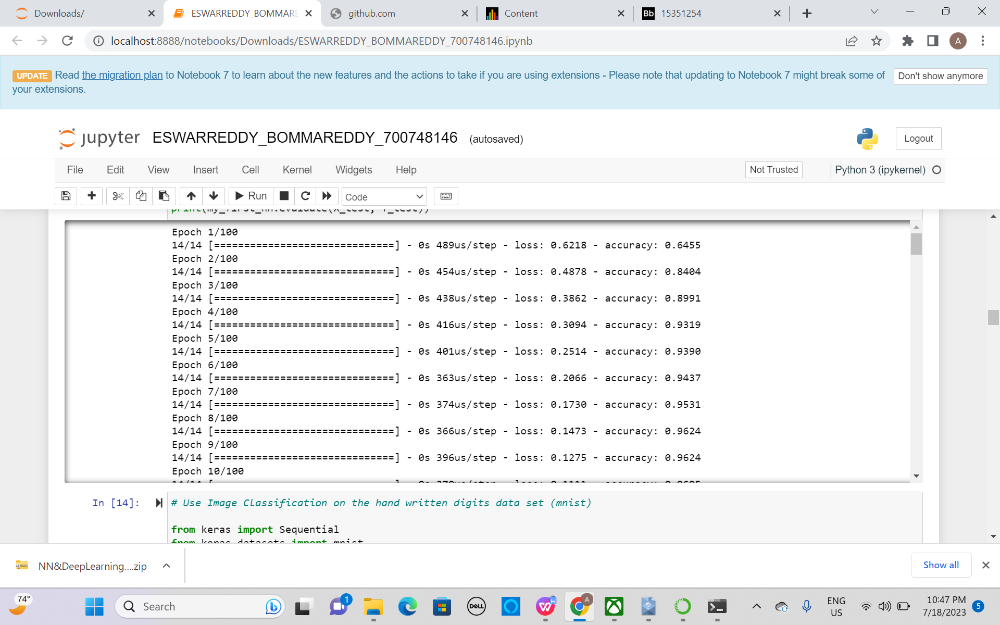 Downloads/
ESWARREDDY_BOMMARE
github.com
Content
Bb 15351254
localhost:8888/notebooks/Downloads/ESWARREDDY_BOMMAREDDY_700748146.ipynb
A
UPDATE Read the migration plan to Notebook 7 to learn about the new features and the actions to take if you are using extensions - Please note that updating to Notebook 7 might break some of
your extensions.
Don't show anymore
jupyter ESWARREDDY_BOMMAREDDY_700748146 (autosaved)
Logout
File Edit View Insert Cell Kernel Widgets Help
Not Trusted
Python 3 (ipykernel)
Run
Code
Epoch 1/100
14/14 [==============================] - 0s 489us/step - loss: 0.6218 - accuracy: 0.6455
Epoch 2/100
14/14 [==============================] - 0s 454us/step - loss: 0.4878 - accuracy: 0.8404
Epoch 3/100
14/14 [==============================] - 0s 438us/step - loss: 0.3862 - accuracy: 0.8991
Epoch 4/100
14/14 [==============================] - 0s 416us/step - loss: 0.3094 - accuracy: 0.9319
Epoch 5/100
14/14 [==============================] - 0s 401us/step - loss: 0.2514 - accuracy: 0.9390
Epoch 6/100
14/14 [==============================] - 0s 363us/step - loss: 0.2066 - accuracy: 0.9437
Epoch 7/100
14/14 [==============================] - 0s 374us/step - loss: 0.1730 - accuracy: 0.9531
Epoch 8/100
14/14 [==============================] - 0s 366us/step - loss: 0.1473 - accuracy: 0.9624
Epoch 9/100
14/14 [==============================] - 0s 396us/step - loss: 0.1275 - accuracy: 0.9624
Epoch 10/100
In [14]:
# Use Image Classification on the hand written digits data set (mnist)
from keras import Sequential
from keras datasets import mnist
NN&DeepLearning....zip
Show all
74°
Search
1
DELL
A
ENG
US
10:47 PM
7/18/2023
5